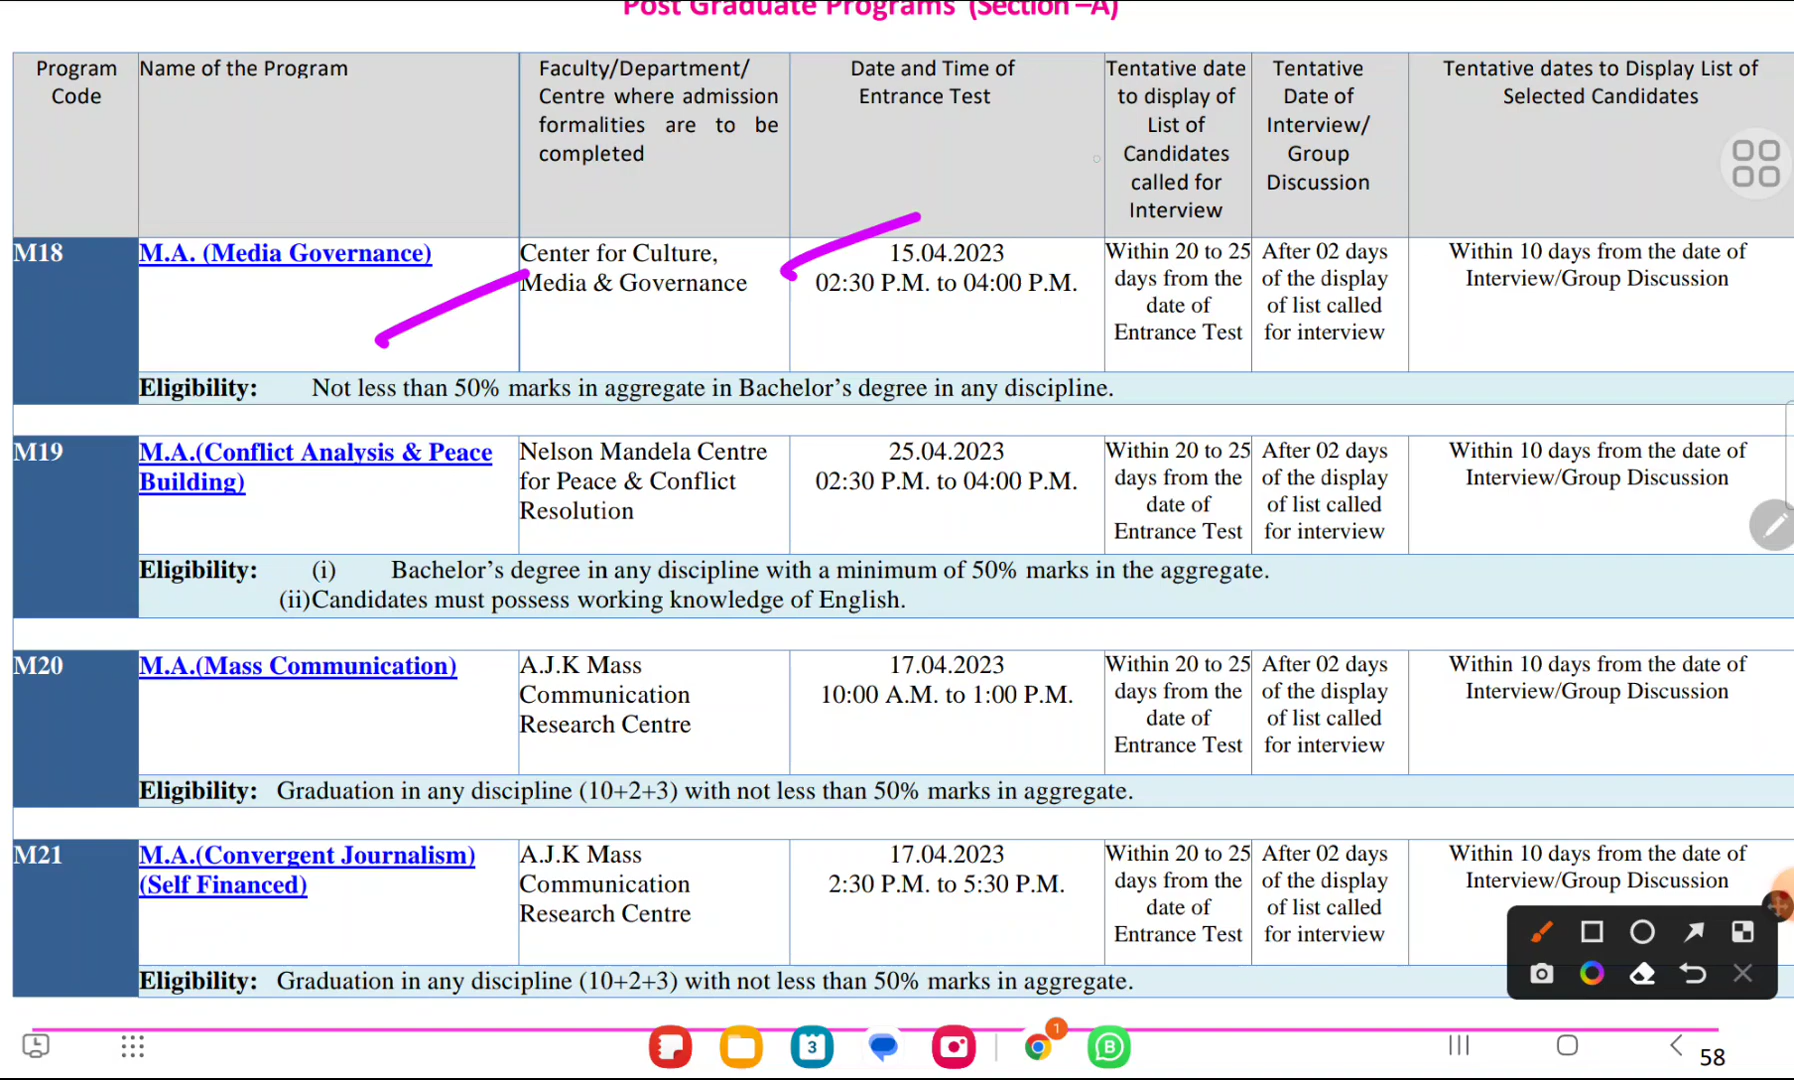 Post Graduate Programs (Section –A)
Program Code
Name of the Program
Faculty/Department/
Centre where admission
formalities are to be
completed
Date and Time of
Entrance Test
Tentative date
to display of
List of
Candidates
called for
Interview
Tentative
Date of
Interview/
Group
Discussion
Tentative dates to Display List of
Selected Candidates
M18
M.A. (Media Governance)
Center for Culture,
Media & Governance
15.04.2023
02:30 P.M. to 04:00 P.M.
Within 20 to 25
days from the
date of
Entrance Test
After 02 days
of the display
of list called
for interview
Within 10 days from the date of
Interview/Group Discussion
Eligibility: Not less than 50% marks in aggregate in Bachelor’s degree in any discipline.
M19
M.A.(Conflict Analysis & Peace
Building)
Nelson Mandela Centre
for Peace & Conflict
Resolution
25.04.2023
02:30 P.M. to 04:00 P.M.
Within 20 to 25
days from the
date of
Entrance Test
After 02 days
of the display
of list called
for interview
Within 10 days from the date of
Interview/Group Discussion
Eligibility: (i) Bachelor’s degree in any discipline with a minimum of 50% marks in the aggregate.
(ii)Candidates must possess working knowledge of English.
M20
M.A.(Mass Communication)
A.J.K Mass
Communication
Research Centre
17.04.2023
10:00 A.M. to 1:00 P.M.
Within 20 to 25
days from the
date of
Entrance Test
After 02 days
of the display
of list called
for interview
Within 10 days from the date of
Interview/Group Discussion
Eligibility: Graduation in any discipline (10+2+3) with not less than 50% marks in aggregate.
M21
M.A.(Convergent Journalism)
(Self Financed)
A.J.K Mass
Communication
Research Centre
17.04.2023
2:30 P.M. to 5:30 P.M.
Within 20 to 25
days from the
date of
Entrance Test
After 02 days
of the display
of list called
for interview
Within 10 days from the date of
Interview/Group Discussion
Eligibility: Graduation in any discipline (10+2+3) with not less than 50% marks in aggregate.
3
1
B
58